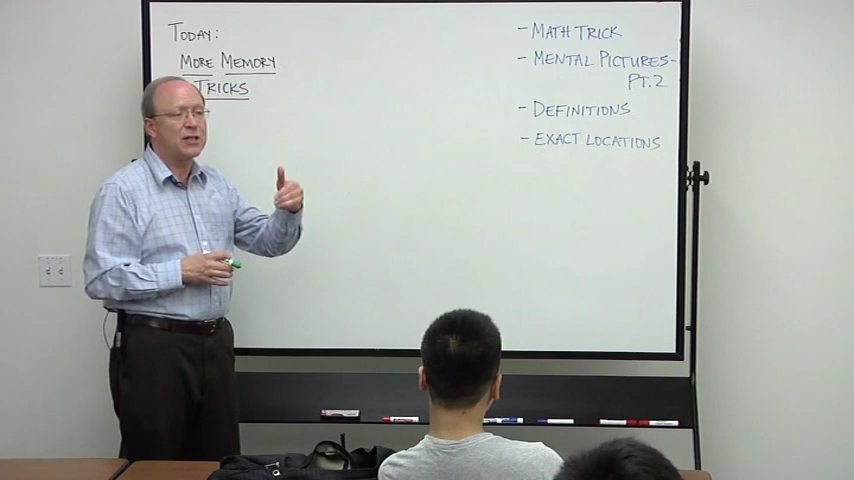 Today:
More Memory
Tricks
- Math Trick
- Mental Pictures-
Pt. 2
- Definitions
- Exact Locations